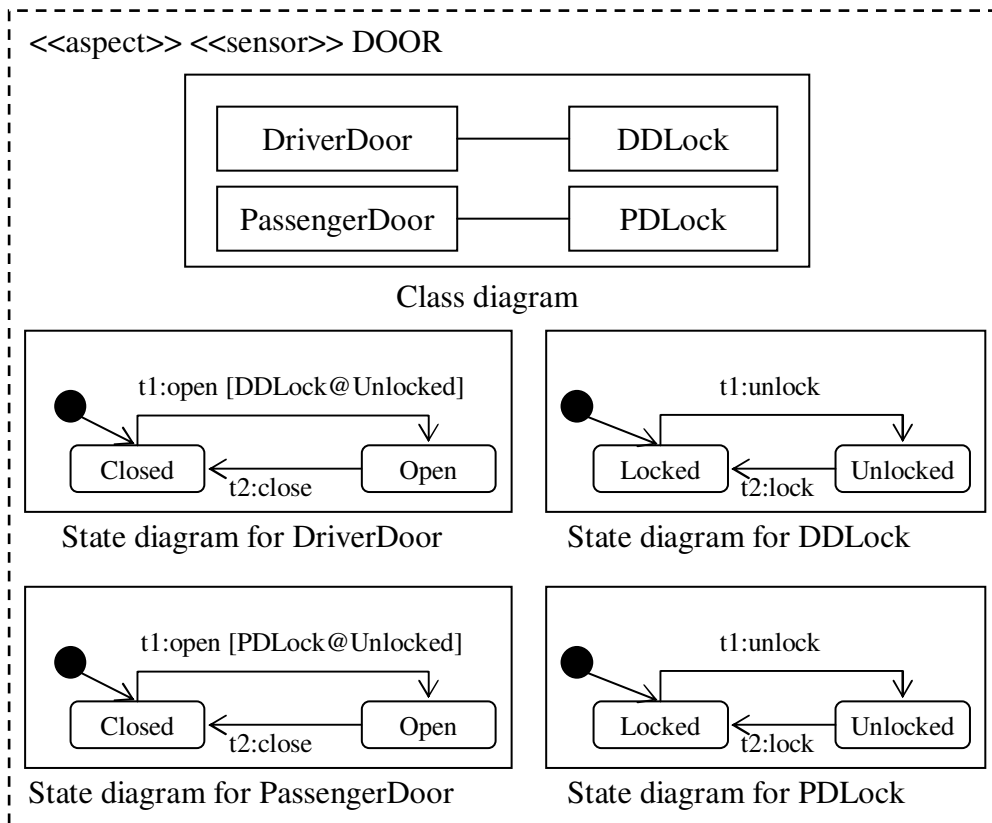 <<aspect>> <<sensor>> DOOR
DriverDoor
DDLock
PassengerDoor
PDLock
Class diagram
t1:open [DDLock@Unlocked]
Closed
Open
t2:close
State diagram for DriverDoor
t1:unlock
Locked
Unlocked
t2:lock
State diagram for DDLock
t1:open [PDLock@Unlocked]
Closed
Open
t2:close
State diagram for PassengerDoor
t1:unlock
Locked
Unlocked
t2:lock
State diagram for PDLock